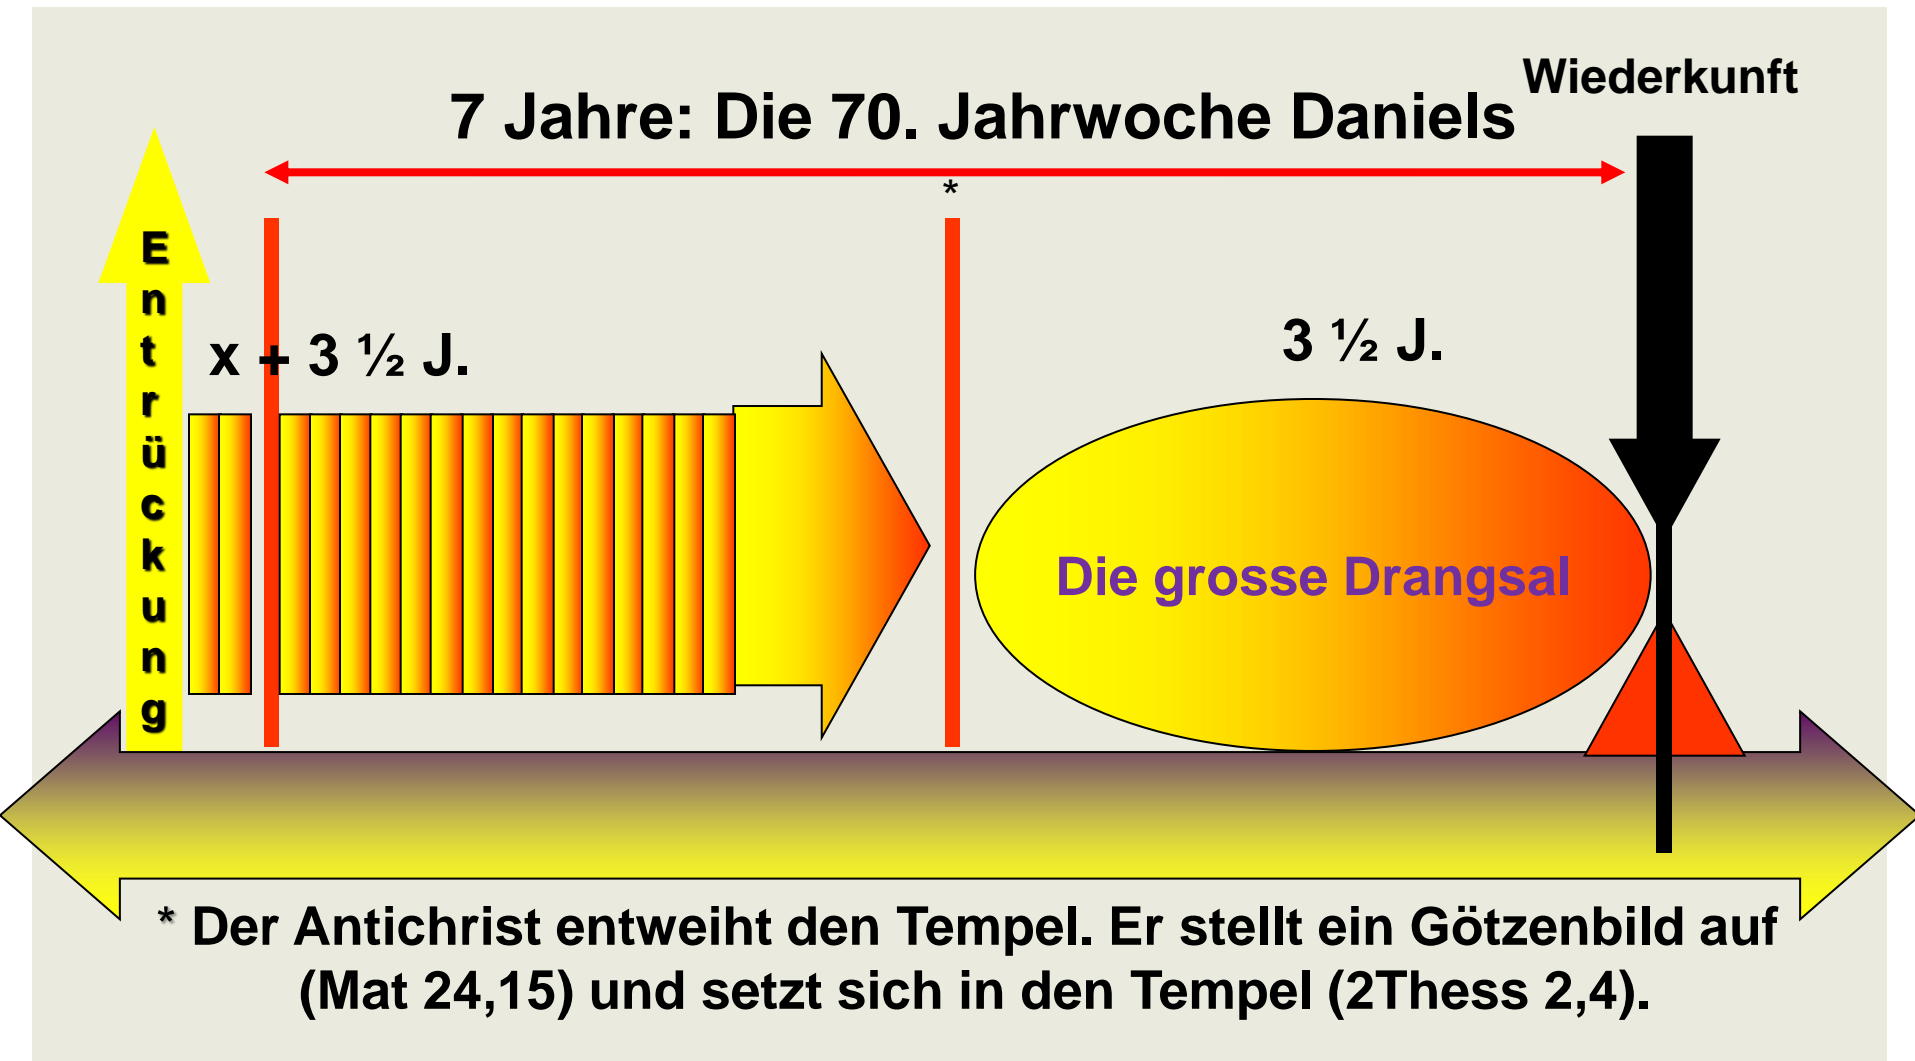 Wiederkunft
7 Jahre: Die 70. Jahrwoche Daniels
*
Entrückung
x + 3 ½ J.
3 ½ J.
Die grosse Drangsal
* Der Antichrist entweiht den Tempel. Er stellt ein Götzenbild auf
(Mat 24,15) und setzt sich in den Tempel (2Thess 2,4).